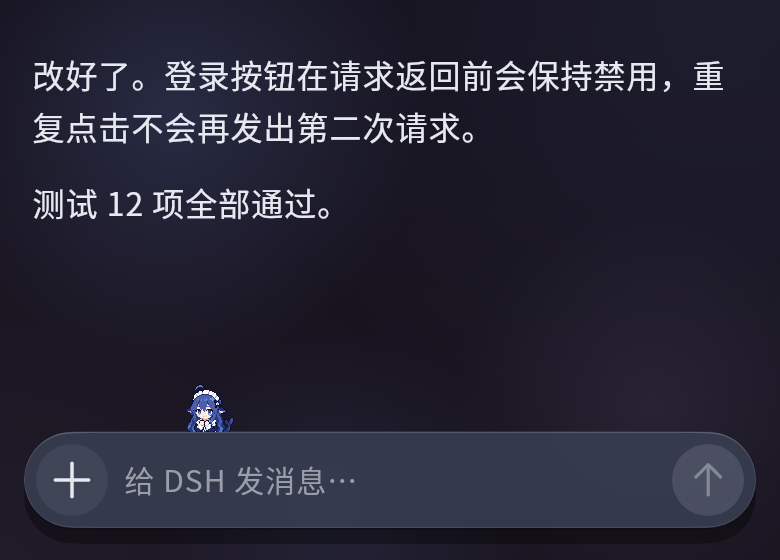 改好了。登录按钮在请求返回前会保持禁用，重
复点击不会再发出第二次请求。
测试 12 项全部通过。
给 DSH 发消息…